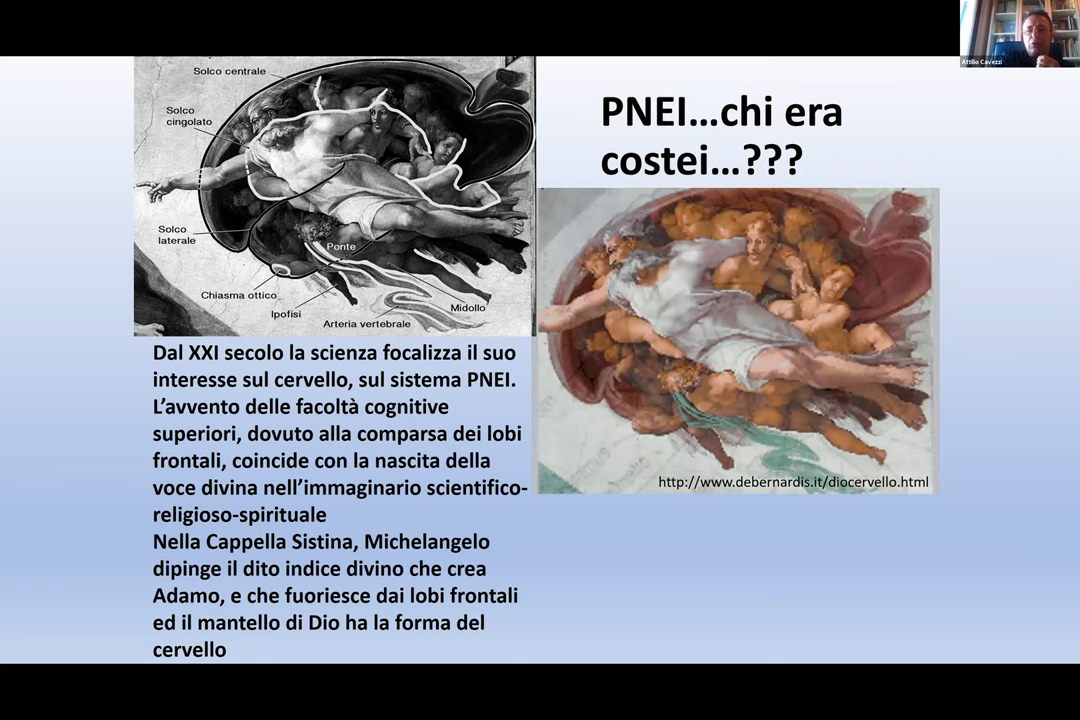 Attilio Cavezzi
PNEI...chi era
costei...???
Solco centrale
Solco
cingolato
Solco
laterale
Ponte
Chiasma ottico
Ipofisi
Midollo
Arteria vertebrale
Dal XXI secolo la scienza focalizza il suo
interesse sul cervello, sul sistema PNEI.
L’avvento delle facoltà cognitive
superiori, dovuto alla comparsa dei lobi
frontali, coincide con la nascita della
voce divina nell’immaginario scientifico-
religioso-spirituale
Nella Cappella Sistina, Michelangelo
dipinge il dito indice divino che crea
Adamo, e che fuoriesce dai lobi frontali
ed il mantello di Dio ha la forma del
cervello
http://www.debernardis.it/diocervello.html